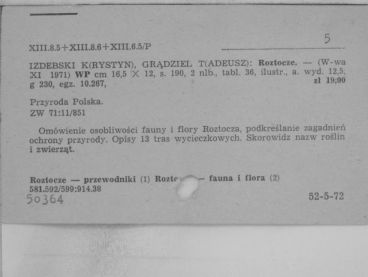 5
XIII.8.5+XIII.8.6+XIII.6.5/P
IZDEBSKI K(RYSTYN), GRĄDZIEL T(ADEUSZ): Roztocze. — (W-wa
XI 1971) WP cm 16,5 × 12, s. 190, 2 nlb., tabl. 36, ilustr., a. wyd. 12,5;
g 230, egz. 10.267, zł 19;00
Przyroda Polska.
ZW 71:11/851
Omówienie osobliwości fauny i flory Roztocza, podkreślanie zagadnień
ochrony przyrody. Opisy 13 tras wycieczkowych. Skorowidz nazw roślin
i zwierząt.
Roztocze — przewodniki (1) Rozto — fauna i flora (2)
581.592/599:914.38
50364 52-5-72